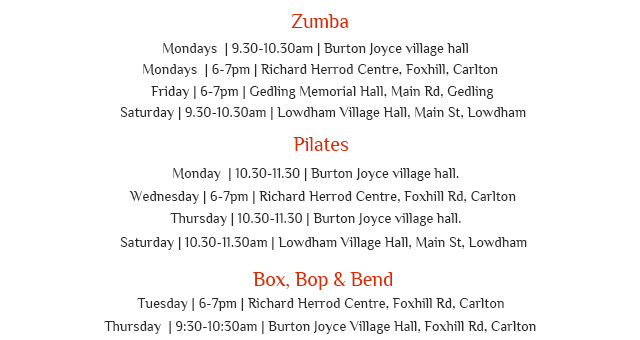 Zumba
Mondays | 9.30-10.30am | Burton Joyce village hall
Mondays | 6-7pm | Richard Herrod Centre, Foxhill, Carlton
Friday | 6-7pm | Gedling Memorial Hall, Main Rd, Gedling
Saturday | 9.30-10.30am | Lowdham Village Hall, Main St, Lowdham
Pilates
Monday | 10.30-11.30 | Burton Joyce village hall.
Wednesday | 6-7pm | Richard Herrod Centre, Foxhill Rd, Carlton
Thursday | 10.30-11.30 | Burton Joyce village hall.
Saturday | 10.30-11.30am | Lowdham Village Hall, Main St, Lowdham
Box, Bop & Bend
Tuesday | 6-7pm | Richard Herrod Centre, Foxhill Rd, Carlton
Thursday | 9:30-10:30am | Burton Joyce Village Hall, Foxhill Rd, Carlton